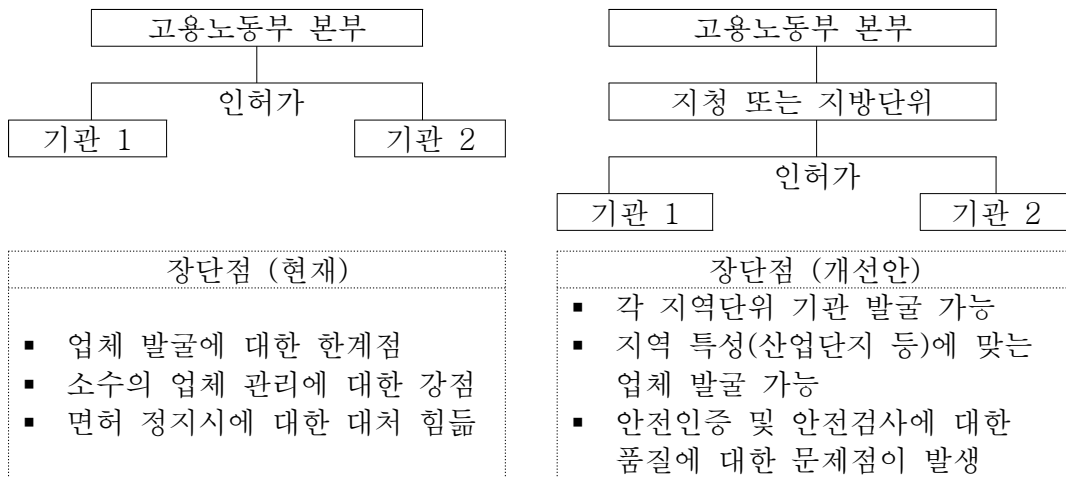 고용노동부 본부
인허가
기관 1
기관 2
고용노동부 본부
지청 또는 지방단위
인허가
기관 1
기관 2
장단점 (현재)
▪ 업체 발굴에 대한 한계점
▪ 소수의 업체 관리에 대한 강점
▪ 면허 정지시에 대한 대처 힘듦
장단점 (개선안)
▪ 각 지역단위 기관 발굴 가능
▪ 지역 특성(산업단지 등)에 맞는
업체 발굴 가능
▪ 안전인증 및 안전검사에 대한
품질에 대한 문제점이 발생